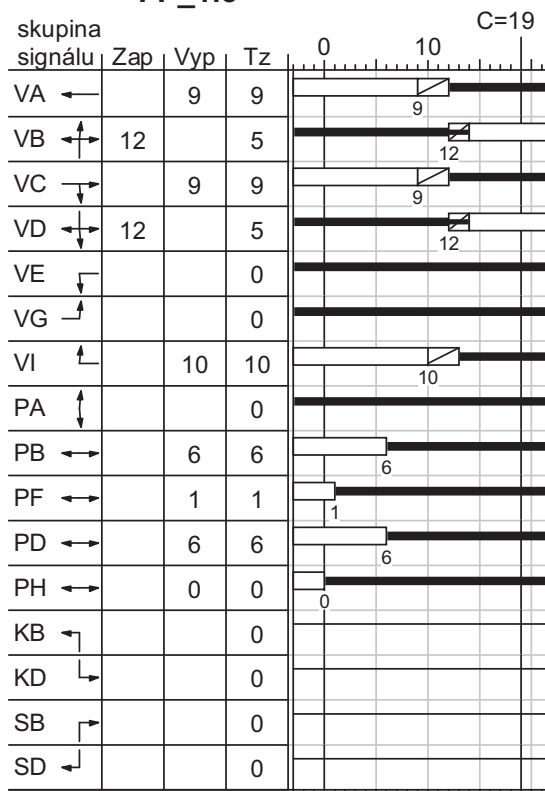 skupina
signálu Zap Vyp Tz 0 10 C=19
VA 9 9 9
VB 12 5 12
VC 9 9 9
VD 12 5 12
VE 0
VG 0
VI 10 10 10
PA 0
PB 6 6 6
PF 1 1 1
PD 6 6 6
PH 0 0 0
KB 0
KD 0
SB 0
SD 0